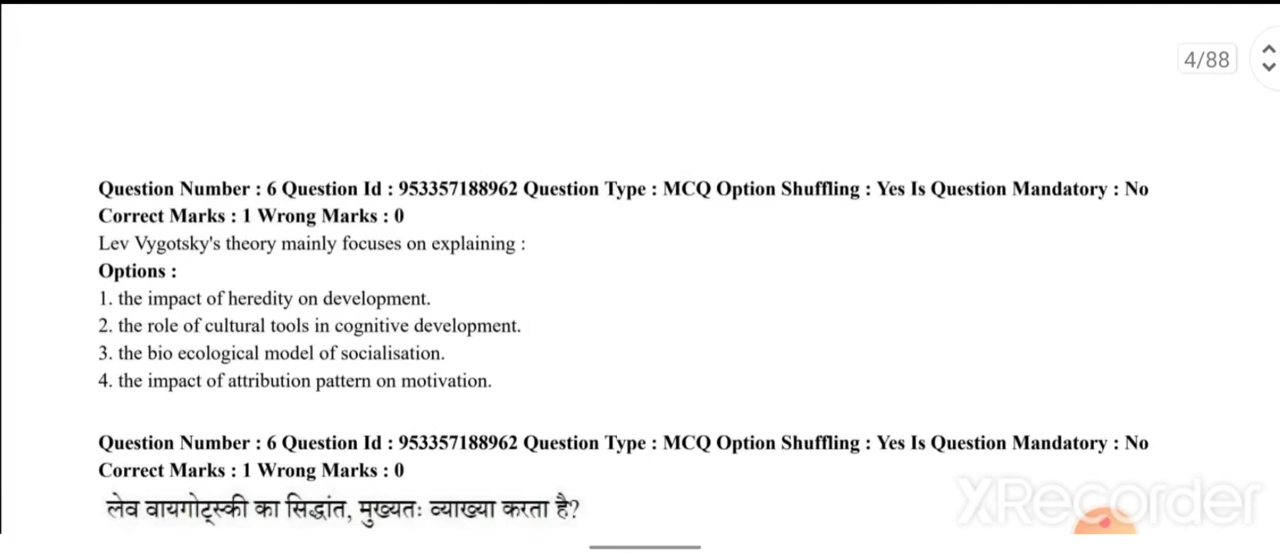 4/88
Question Number : 6 Question Id : 953357188962 Question Type : MCQ Option Shuffling : Yes Is Question Mandatory : No
Correct Marks : 1 Wrong Marks : 0
Lev Vygotsky's theory mainly focuses on explaining :
Options :
1. the impact of heredity on development.
2. the role of cultural tools in cognitive development.
3. the bio ecological model of socialisation.
4. the impact of attribution pattern on motivation.
Question Number : 6 Question Id : 953357188962 Question Type : MCQ Option Shuffling : Yes Is Question Mandatory : No
Correct Marks : 1 Wrong Marks : 0
लेव वायगोट्स्की का सिद्धांत, मुख्यतः व्याख्या करता है?
XRecorder